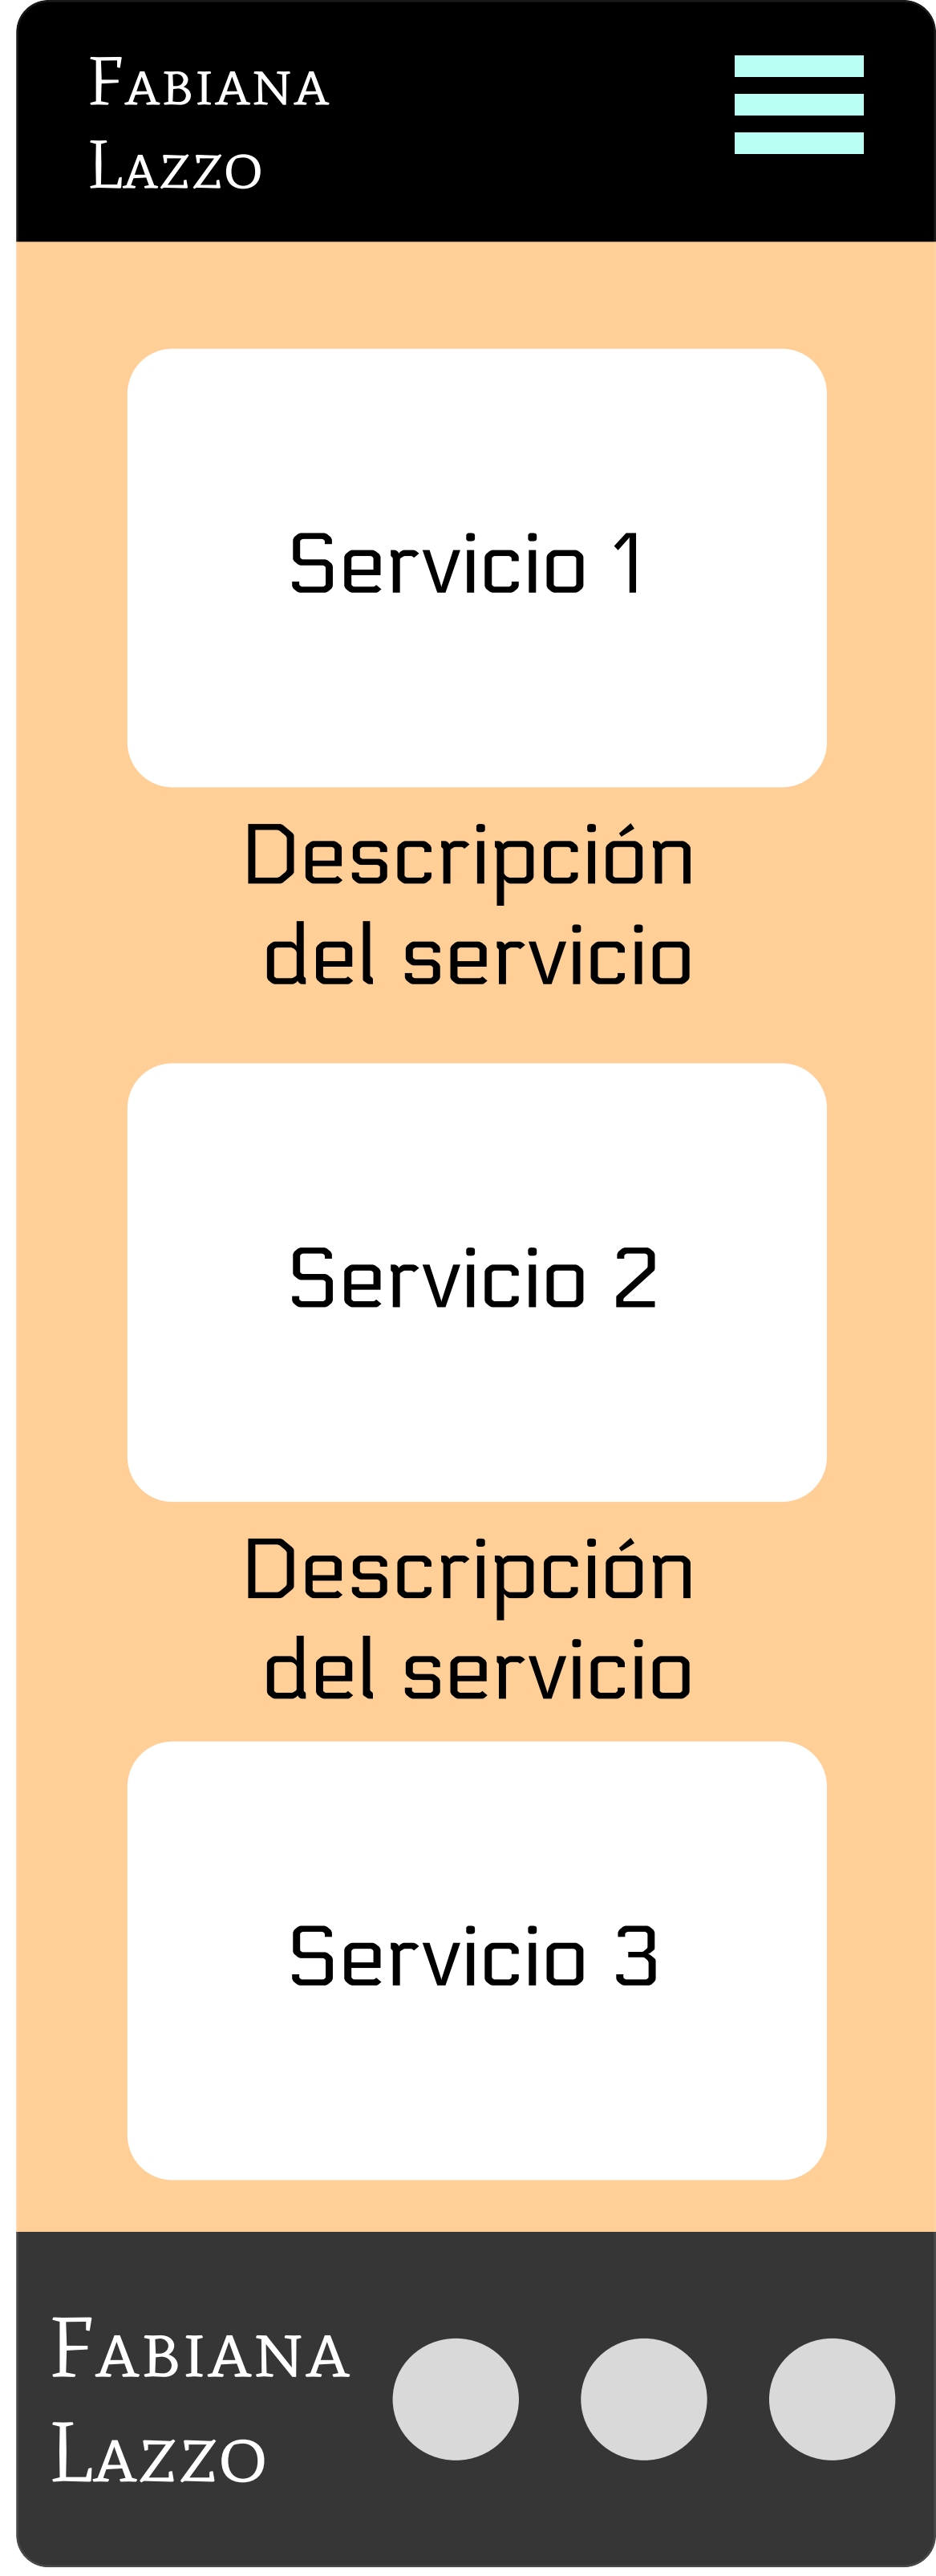 Fabiana
Lazzo
Servicio 1
Descripción
del servicio
Servicio 2
Descripción
del servicio
Servicio 3
Fabiana
Lazzo